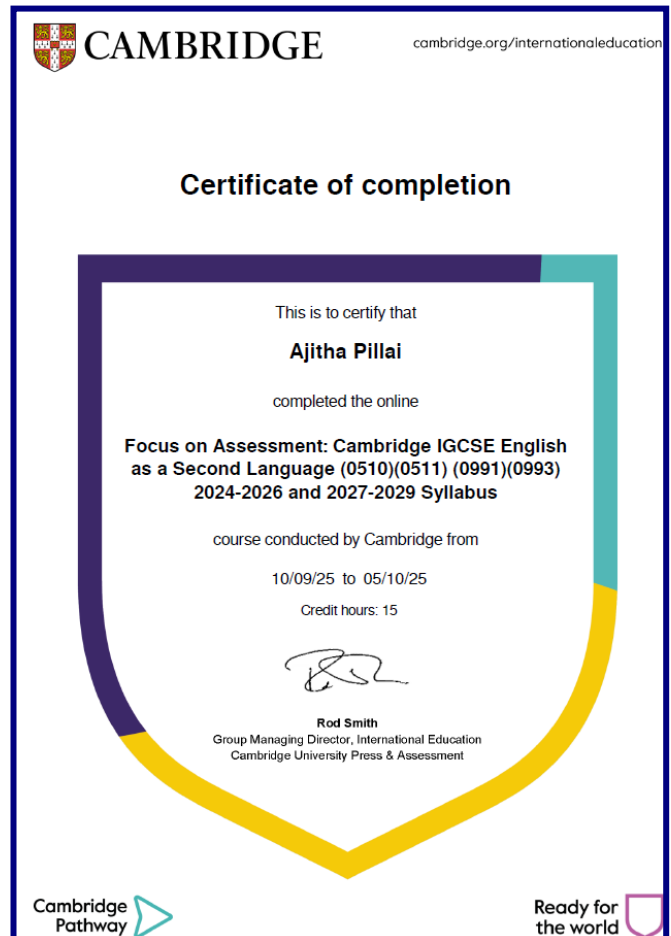 CAMBRIDGE
cambridge.org/internationaleducation
Certificate of completion
This is to certify that
Ajitha Pillai
completed the online
Focus on Assessment: Cambridge IGCSE English
as a Second Language (0510)(0511) (0991)(0993)
2024-2026 and 2027-2029 Syllabus
course conducted by Cambridge from
10/09/25 to 05/10/25
Credit hours: 15
Rod Smith
Group Managing Director, International Education
Cambridge University Press & Assessment
Cambridge
Pathway
Ready for
the world